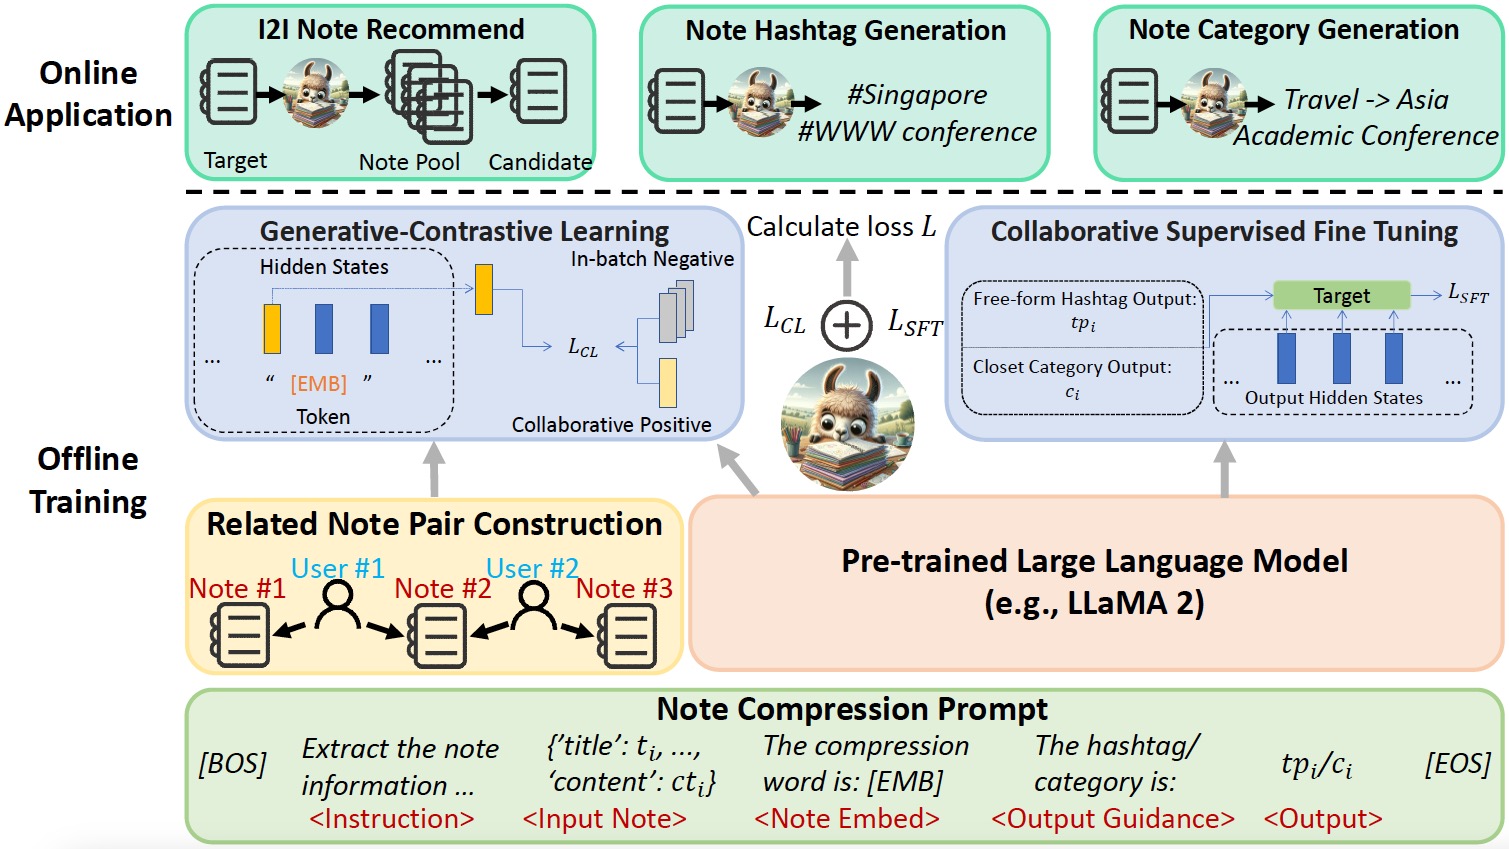 Online
Application
I2I Note Recommend
Target
Note Pool
Candidate
Note Hashtag Generation
#Singapore
#WWW conference
Note Category Generation
Travel -> Asia
Academic Conference
Offline
Training
Generative-Contrastive Learning
Hidden States
...
...
“ [EMB] ”
Token
In-batch Negative
L_{CL}
Collaborative Positive
Calculate loss L
L_{CL} + L_{SFT}
Collaborative Supervised Fine Tuning
Free-form Hashtag Output:
tp_i
Closet Category Output:
c_i
Target
L_{SFT}
...
...
Output Hidden States
Related Note Pair Construction
User #1
User #2
Note #1
Note #2
Note #3
Pre-trained Large Language Model
(e.g., LLaMA 2)
Note Compression Prompt
[BOS]
Extract the note
information ...
<Instruction>
{’title’: t_i, ...,
‘content’: ct_i}
<Input Note>
The compression
word is: [EMB]
<Note Embed>
The hashtag/
category is:
<Output Guidance>
tp_i/c_i
<Output>
[EOS]